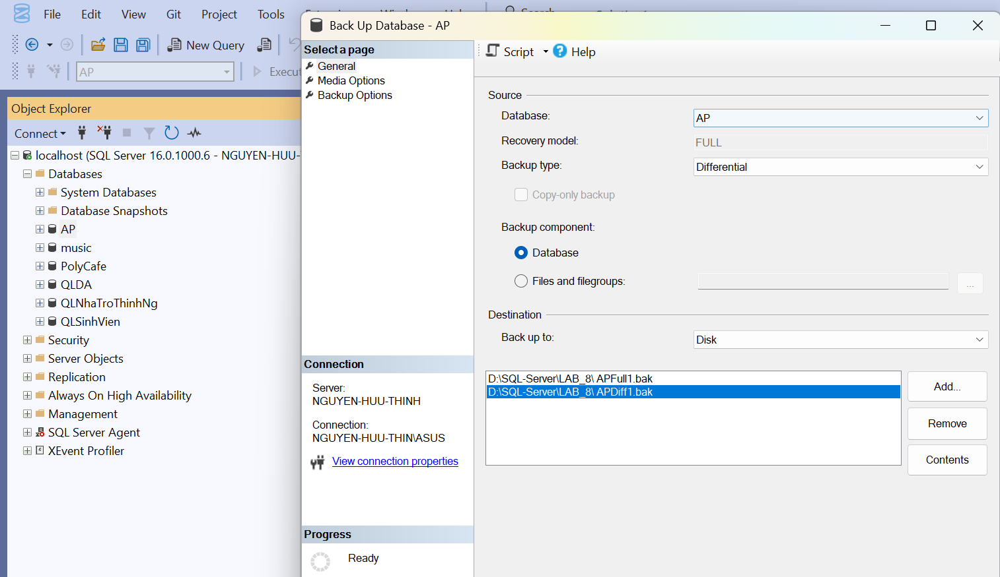 File Edit View Git Project Tools
New Query
AP
Execut
Object Explorer
Connect
localhost (SQL Server 16.0.1000.6 - NGUYEN-HUU-
Databases
System Databases
Database Snapshots
AP
music
PolyCafe
QLDA
QLNhaTroThinhNg
QLSinhVien
Security
Server Objects
Replication
Always On High Availability
Management
SQL Server Agent
XEvent Profiler
Back Up Database - AP
Select a page
General
Media Options
Backup Options
Connection
Server:
NGUYEN-HUU-THINH
Connection:
NGUYEN-HUU-THIN\ASUS
View connection properties
Progress
Ready
Script Help
Source
Database: AP
Recovery model: FULL
Backup type: Differential
Copy-only backup
Backup component:
Database
Files and filegroups:
...
Destination
Back up to: Disk
D:\SQL-Server\LAB_8\ APFull1.bak
D:\SQL-Server\LAB_8\ APDiff1.bak
Add...
Remove
Contents